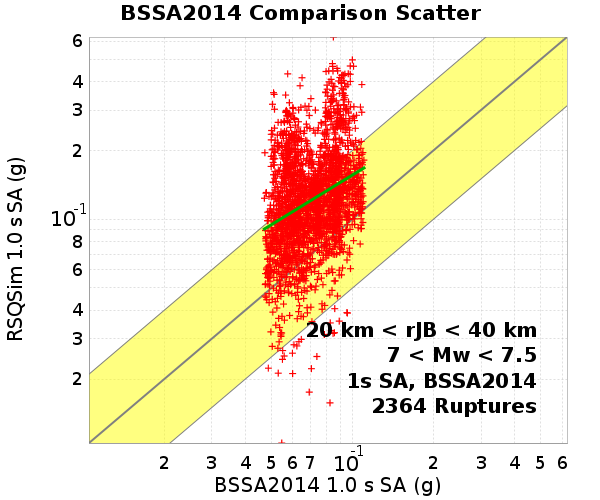 BSSA2014 Comparison Scatter
RSQSim 1.0 s SA (g)
6
4
3
2
10-1
8
6
4
3
2
20 km < rJB < 40 km
7 < Mw < 7.5
1s SA, BSSA2014
2364 Ruptures
2 3 4 5 6 7 10-1 2 3 4 5 6
BSSA2014 1.0 s SA (g)